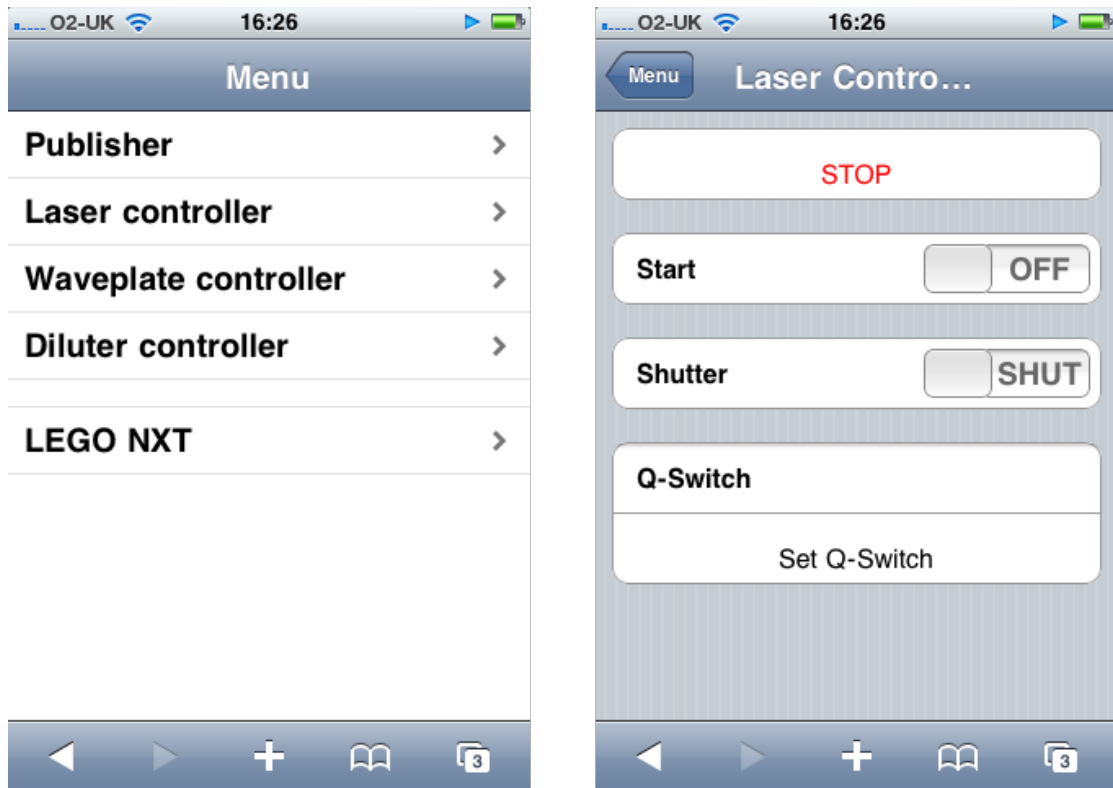 O2-UK 16:26
Menu
Publisher
Laser controller
Waveplate controller
Diluter controller
LEGO NXT
3
O2-UK 16:26
Menu Laser Contro...
STOP
Start OFF
Shutter SHUT
Q-Switch
Set Q-Switch
3